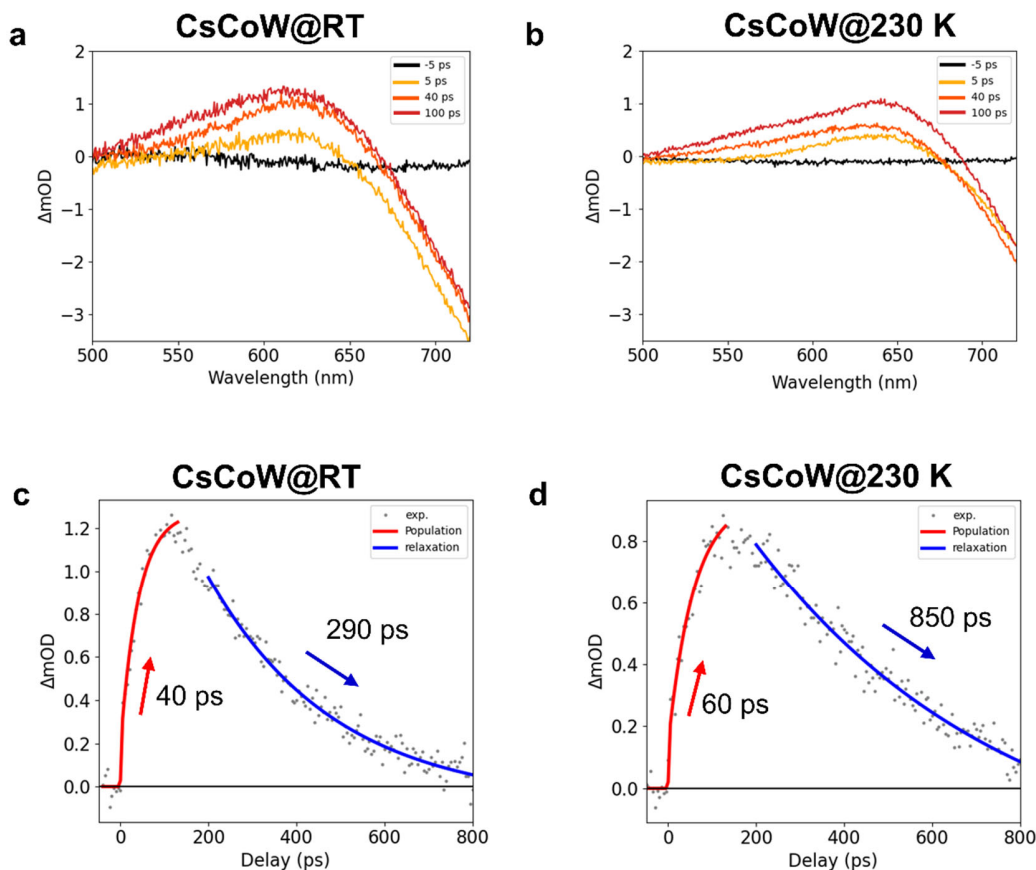 a
CsCoW@RT
2
1
0
−1
−2
−3
ΔmOD
500
550
600
650
700
Wavelength (nm)
-5 ps
5 ps
40 ps
100 ps
b
CsCoW@230 K
2
1
0
−1
−2
−3
ΔmOD
500
550
600
650
700
Wavelength (nm)
-5 ps
5 ps
40 ps
100 ps
c
CsCoW@RT
1.2
1.0
0.8
0.6
0.4
0.2
0.0
ΔmOD
0
200
400
600
800
Delay (ps)
exp.
Population
relaxation
290 ps
40 ps
d
CsCoW@230 K
0.8
0.6
0.4
0.2
0.0
ΔmOD
0
200
400
600
800
Delay (ps)
exp.
Population
relaxation
850 ps
60 ps